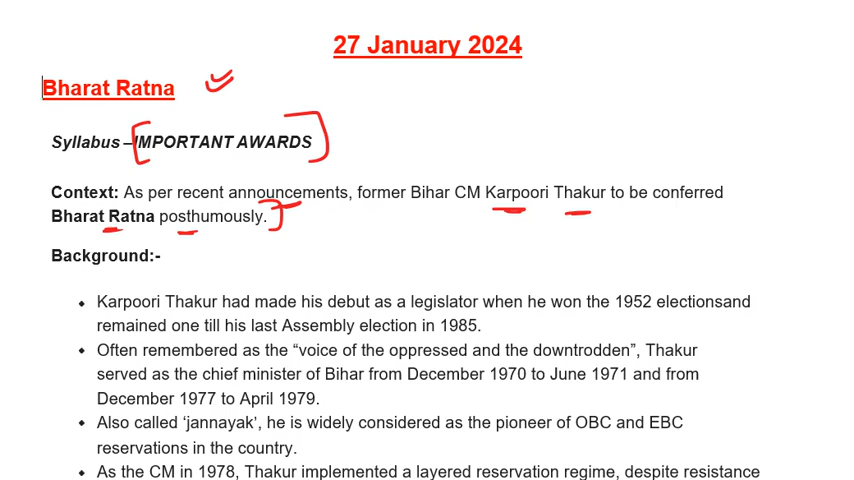 27 January 2024
Bharat Ratna
Syllabus –IMPORTANT AWARDS
Context: As per recent announcements, former Bihar CM Karpoori Thakur to be conferred
Bharat Ratna posthumously.
Background:-
Karpoori Thakur had made his debut as a legislator when he won the 1952 electionsand
remained one till his last Assembly election in 1985.
Often remembered as the “voice of the oppressed and the downtrodden”, Thakur
served as the chief minister of Bihar from December 1970 to June 1971 and from
December 1977 to April 1979.
Also called ‘jannayak’, he is widely considered as the pioneer of OBC and EBC
reservations in the country.
As the CM in 1978, Thakur implemented a layered reservation regime, despite resistance